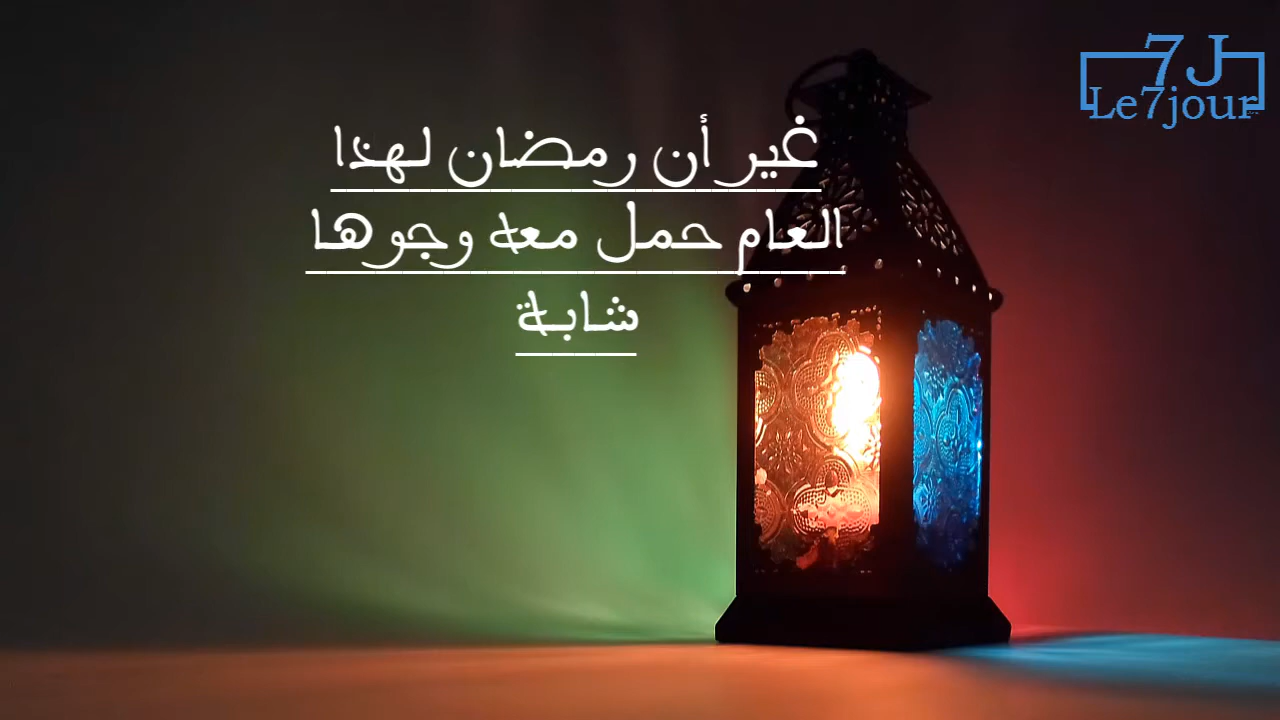 7J
Le7jour
غير أن رمضان لهذا
العام حمل معه وجوها
شابة